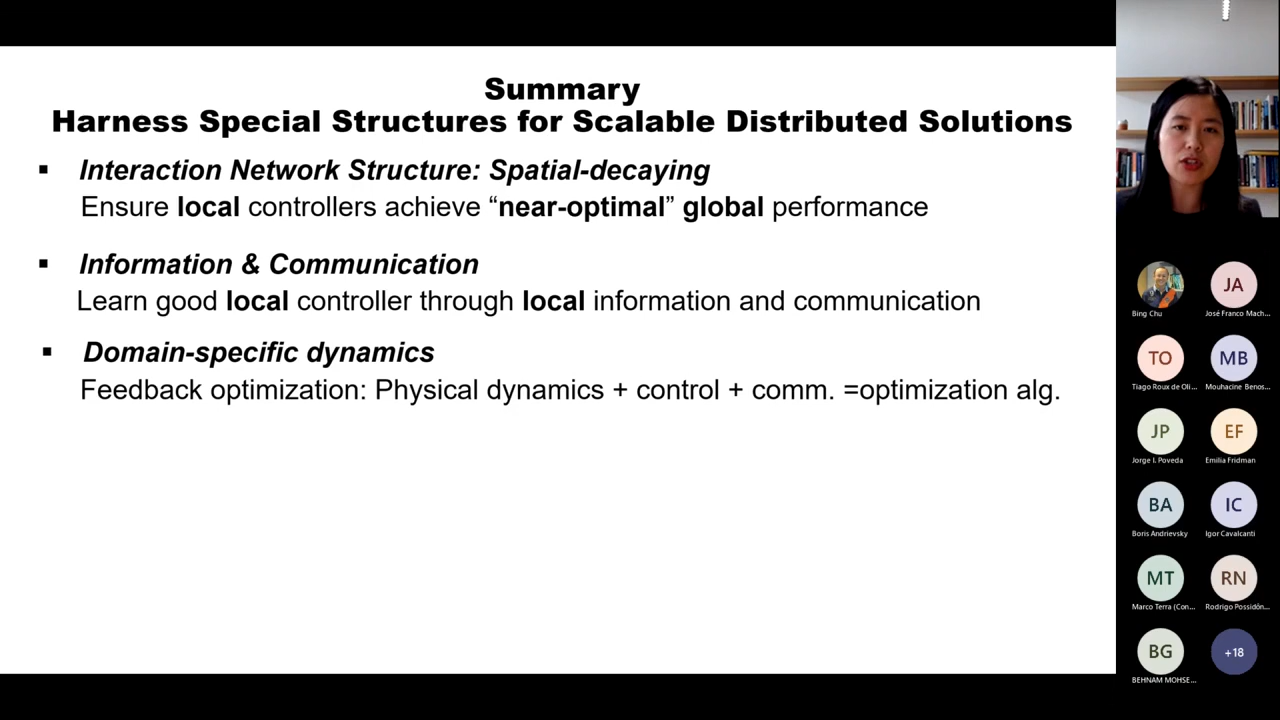 Summary
Harness Special Structures for Scalable Distributed Solutions
▪ Interaction Network Structure: Spatial-decaying
Ensure local controllers achieve “near-optimal” global performance
▪ Information & Communication
Learn good local controller through local information and communication
▪ Domain-specific dynamics
Feedback optimization: Physical dynamics + control + comm. =optimization alg.
Bing Chu
JA
José Franco Mach...
TO
Tiago Roux de Oli...
MB
Mouhacine Benos...
JP
Jorge I. Poveda
EF
Emilia Fridman
BA
Boris Andrievsky
IC
Igor Cavalcanti
MT
Marco Terra (Con...
RN
Rodrigo Possidôn...
BG
BEHNAM MOHSE...
+18